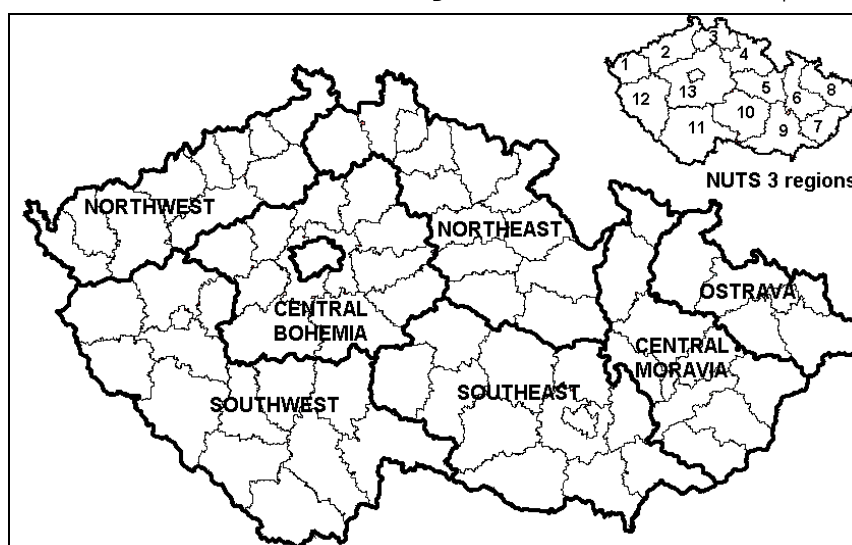 3
2
4
1
5
8
13
6
12
10
7
11
9
NUTS 3 regions
NORTHWEST
NORTHEAST
OSTRAVA
CENTRAL
BOHEMIA
CENTRAL
MORAVIA
SOUTHEAST
SOUTHWEST